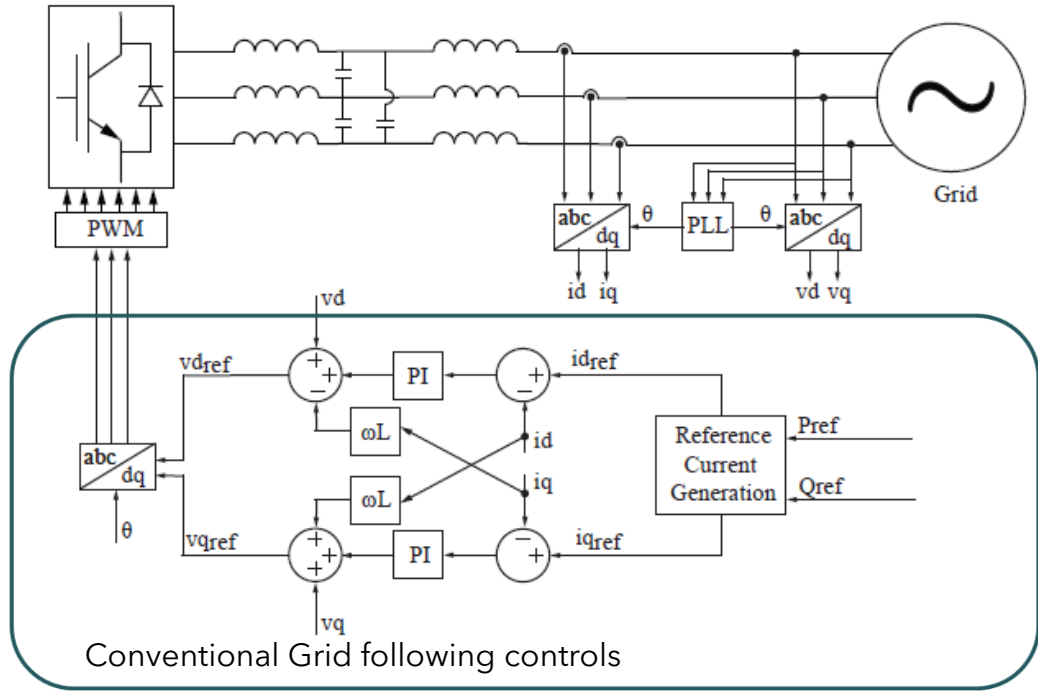 Grid
PWM
abc
dq
θ
PLL
θ
abc
dq
id iq
vd vq
vd
vdref
PI
idref
ωL
id
Reference
Current
Generation
Pref
Qref
abc
dq
iq
ωL
θ
vqref
PI
iqref
vq
Conventional Grid following controls